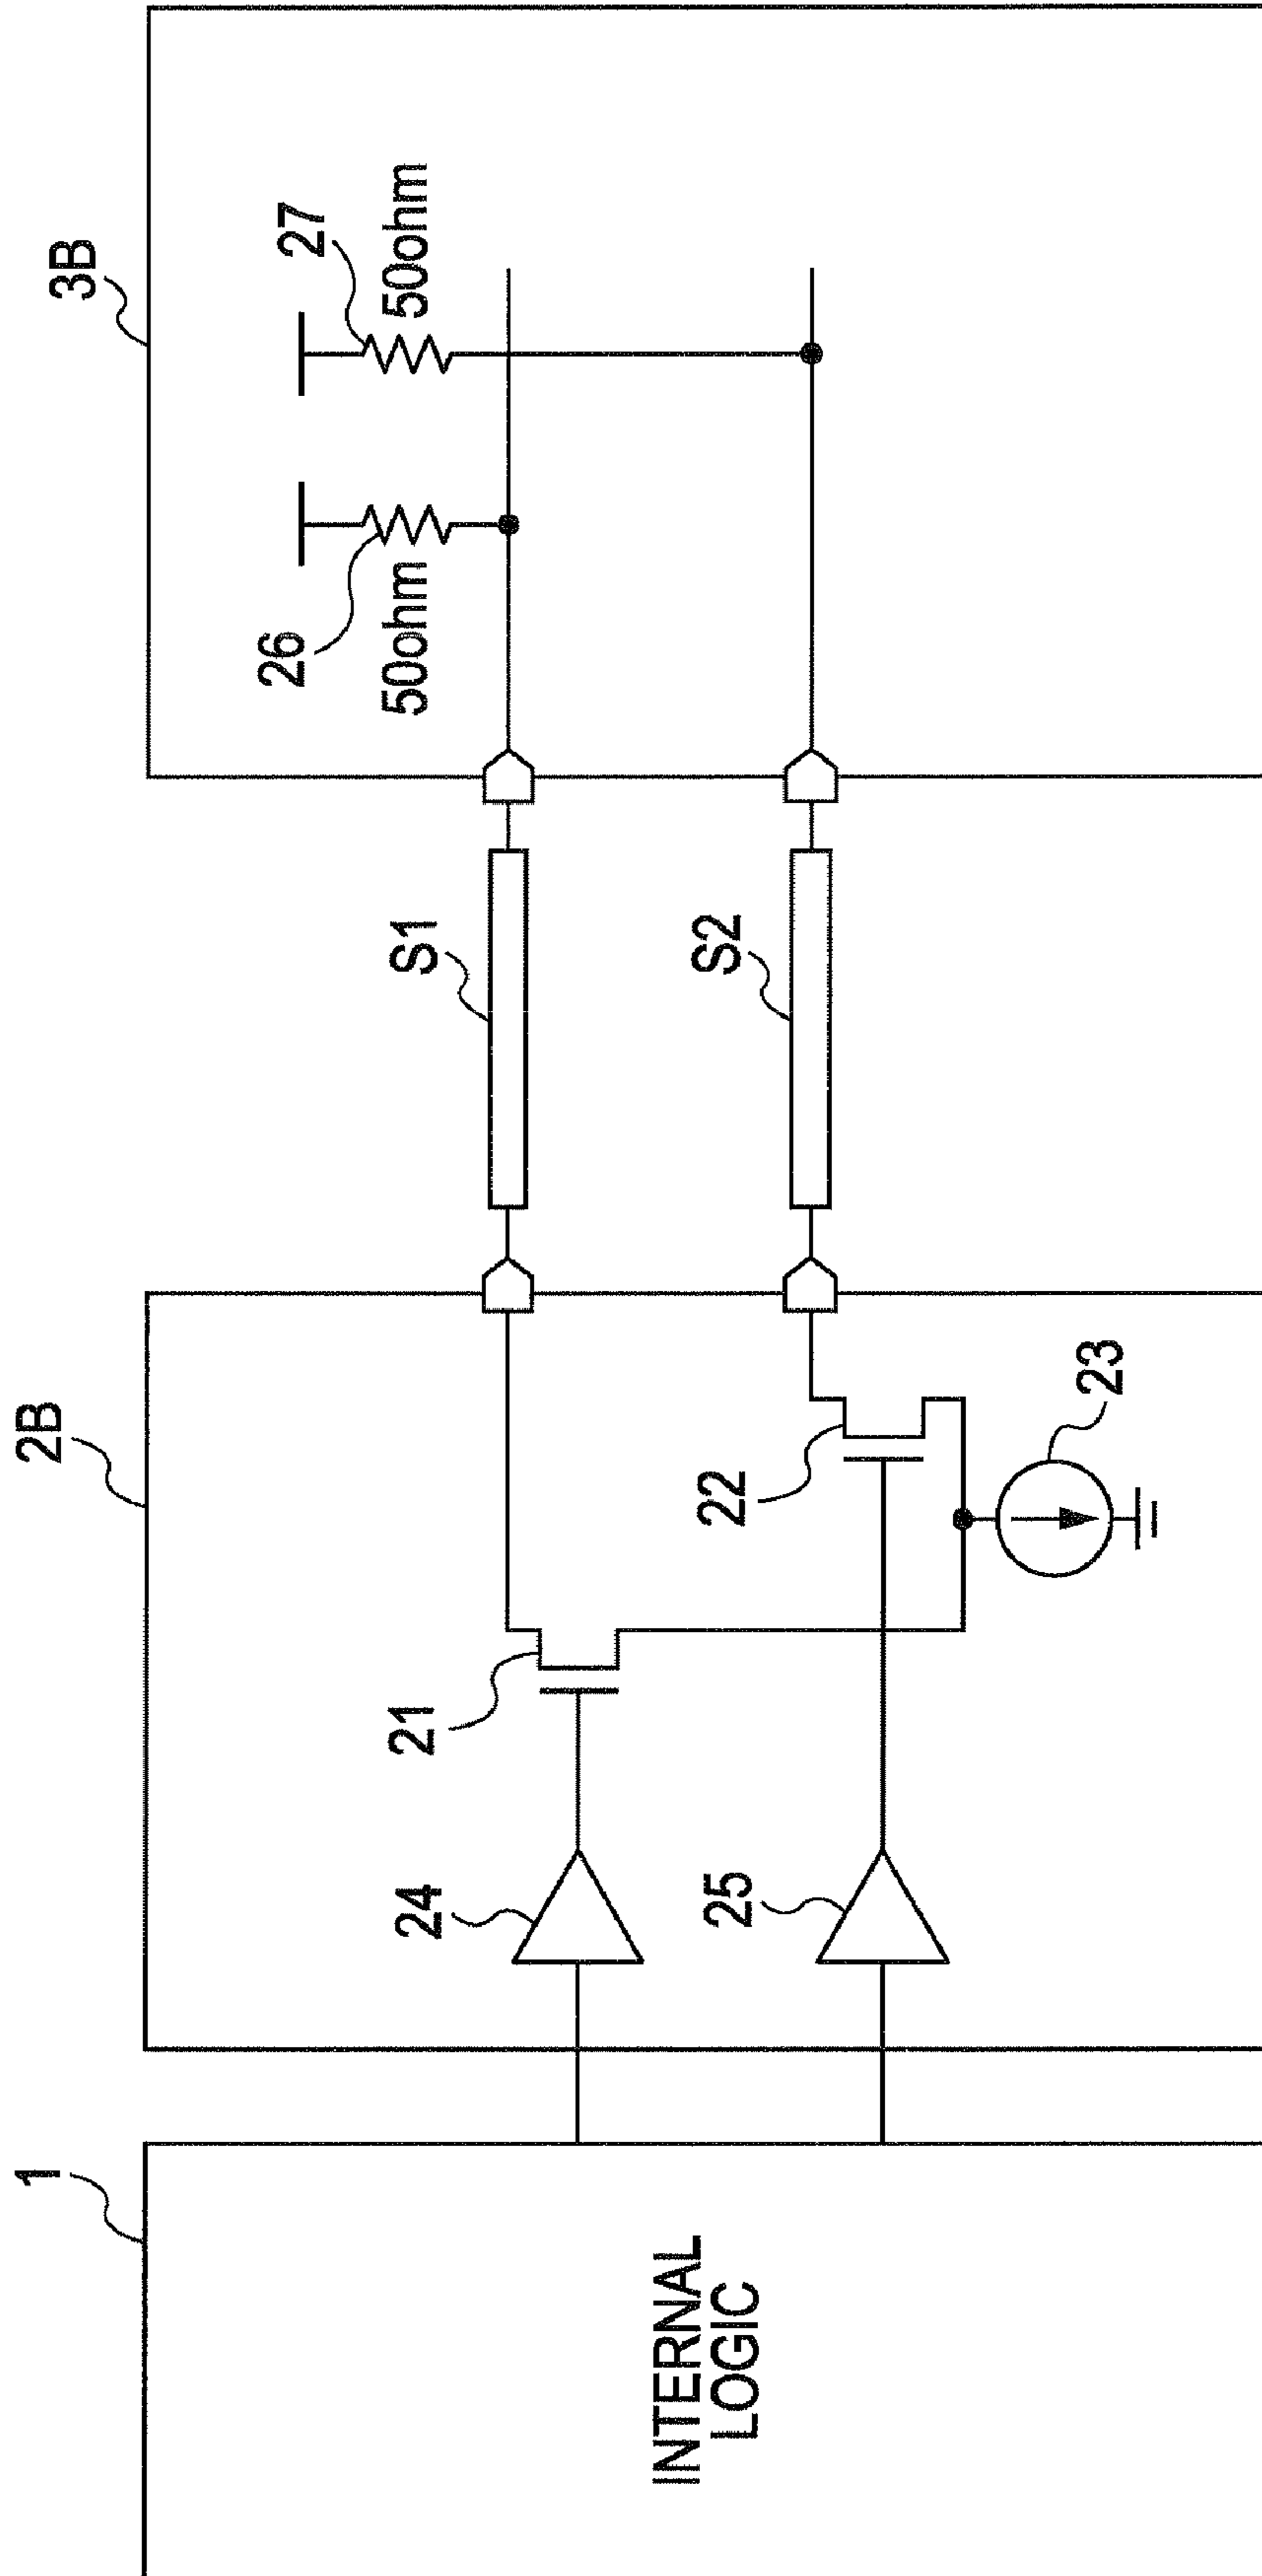 1
2B
3B
INTERNAL
LOGIC
24
25
21
22
23
S1
S2
26
50ohm
27
50ohm